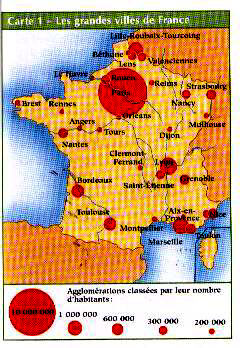 Carte 1 – Les grandes villes de France
Lille-Roubaix-Tourcoing
Béthune
Valenciennes
Lens
Le Havre
Rouen
Reims
Strasbourg
Paris
Nancy
Brest
Rennes
Orléans
Mulhouse
Angers
Tours
Dijon
Nantes
Clermont-
Ferrand
Lyon
Saint-Étienne
Grenoble
Bordeaux
Aix-en-
Provence
Nice
Toulouse
Montpellier
Toulon
Marseille
Agglomérations classées par leur nombre
d'habitants:
10 000 000
1 000 000
600 000
300 000
200 000